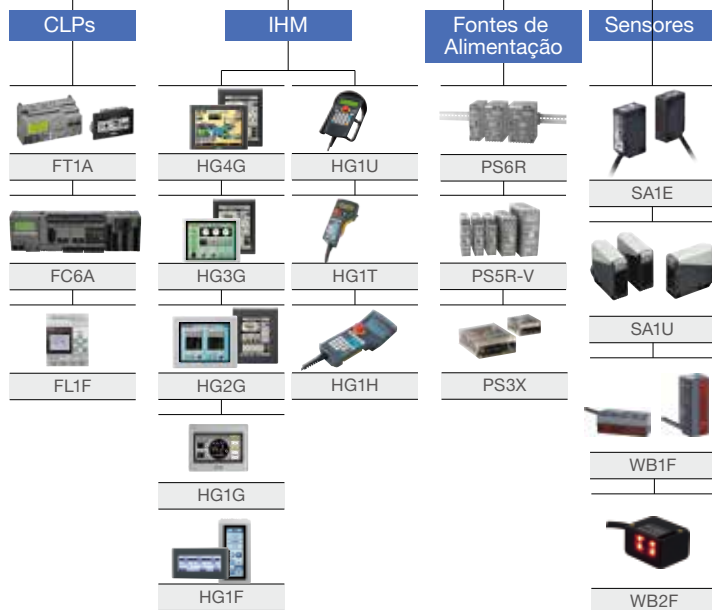 CLPs
IHM
Fontes de
Alimentação
Sensores
FT1A
HG4G
HG1U
PS6R
SA1E
FC6A
HG3G
HG1T
PS5R-V
SA1U
FL1F
HG2G
HG1H
PS3X
WB1F
HG1G
WB2F
HG1F